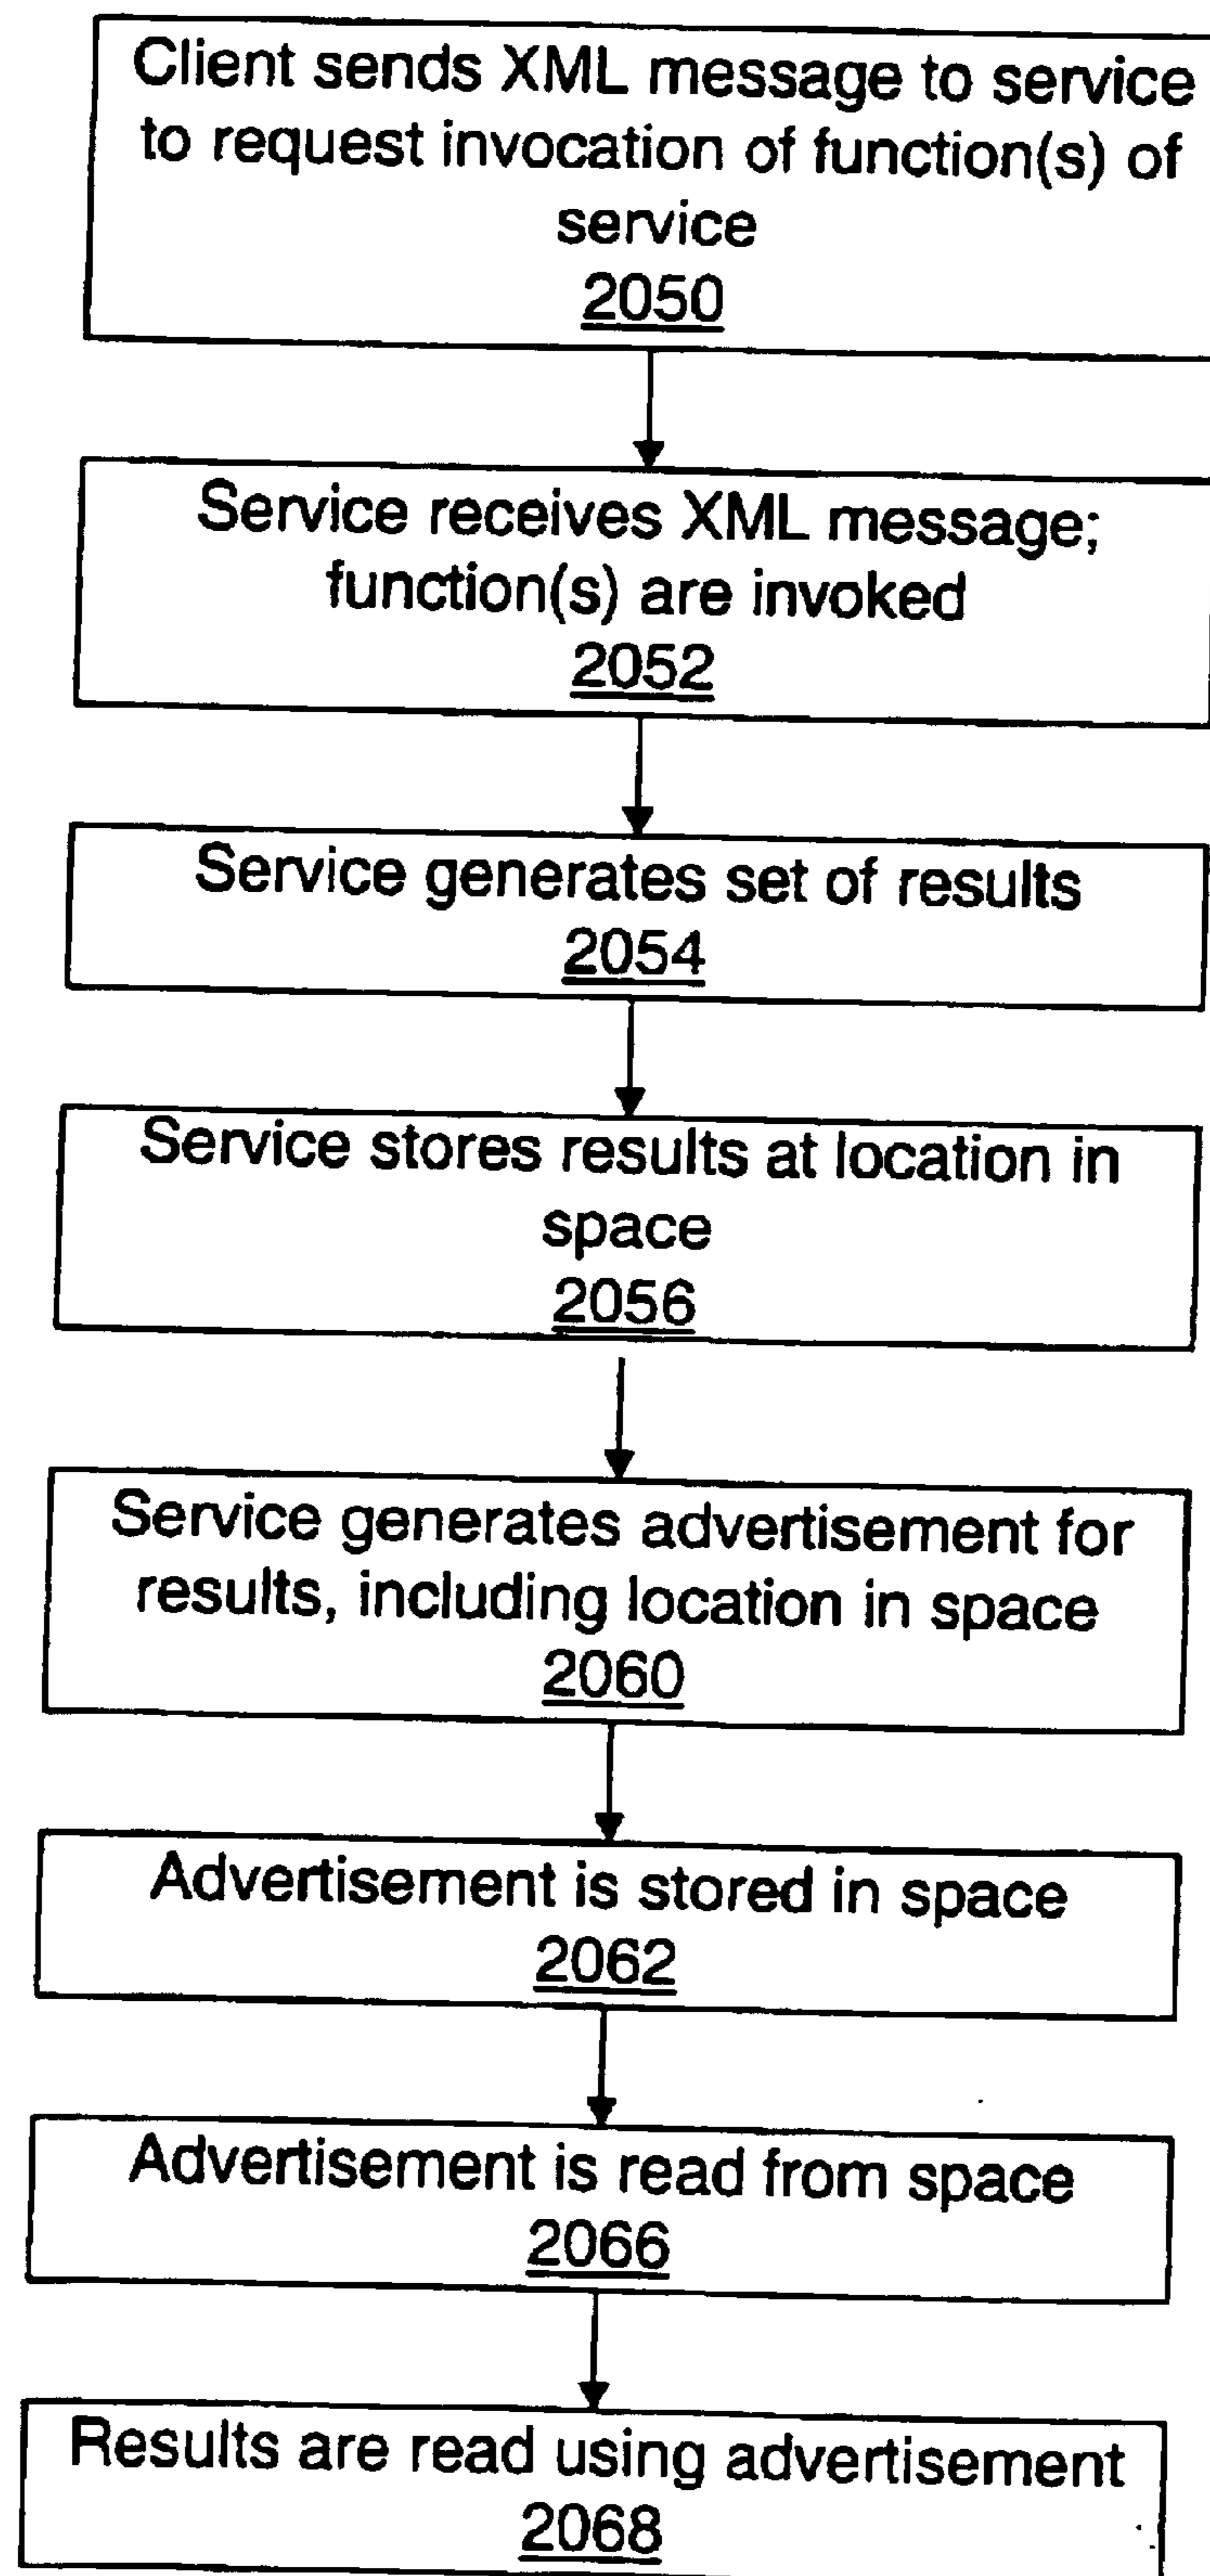 Client sends XML message to service
to request invocation of function(s) of
service
2050
Service receives XML message;
function(s) are invoked
2052
Service generates set of results
2054
Service stores results at location in
space
2056
Service generates advertisement for
results, including location in space
2060
Advertisement is stored in space
2062
Advertisement is read from space
2066
Results are read using advertisement
2068